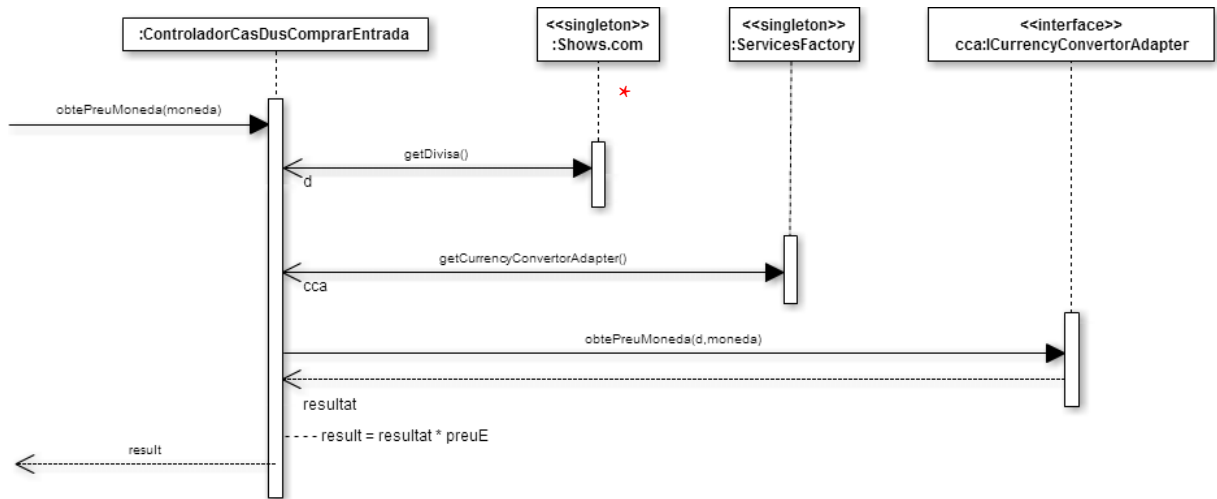 :ControladorCasDusComprarEntrada
<<singleton>>
:Shows.com
<<singleton>>
:ServicesFactory
<<interface>>
cca:ICurrencyConvertorAdapter
*
obtePreuMoneda(moneda)
getDivisa()
d
getCurrencyConvertorAdapter()
cca
obtePreuMoneda(d,moneda)
resultat
result = resultat * preuE
result